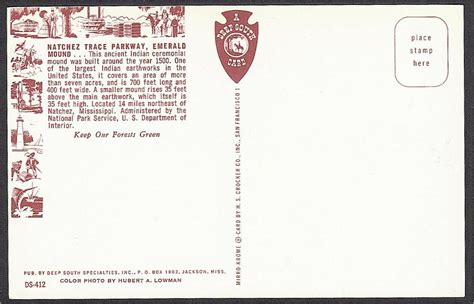 NATCHEZ TRACE PARKWAY, EMERALD
MOUND . . . This ancient Indian ceremonial
mound was built around the year 1500. One
of the largest Indian earthworks in the
United States, it covers an area of more
than seven acres, and is 700 feet long and
400 feet wide. A smaller mound rises 35 feet
above the main earthwork, which itself is
35 feet high. Located 14 miles northeast of
Natchez, Mississippi. Administered by the
National Park Service, U. S. Department of
Interior.
Keep Our Forests Green
PUB. BY DEEP SOUTH SPECIALTIES, INC., P. O. BOX 1902, JACKSON, MISS.
DS-412
COLOR PHOTO BY HUBERT A. LOWMAN
A
DEEP SOUTH
CARD
MIRRO-KROME ® CARD BY H. S. CROCKER CO., INC., SAN FRANCISCO 1
place
stamp
here